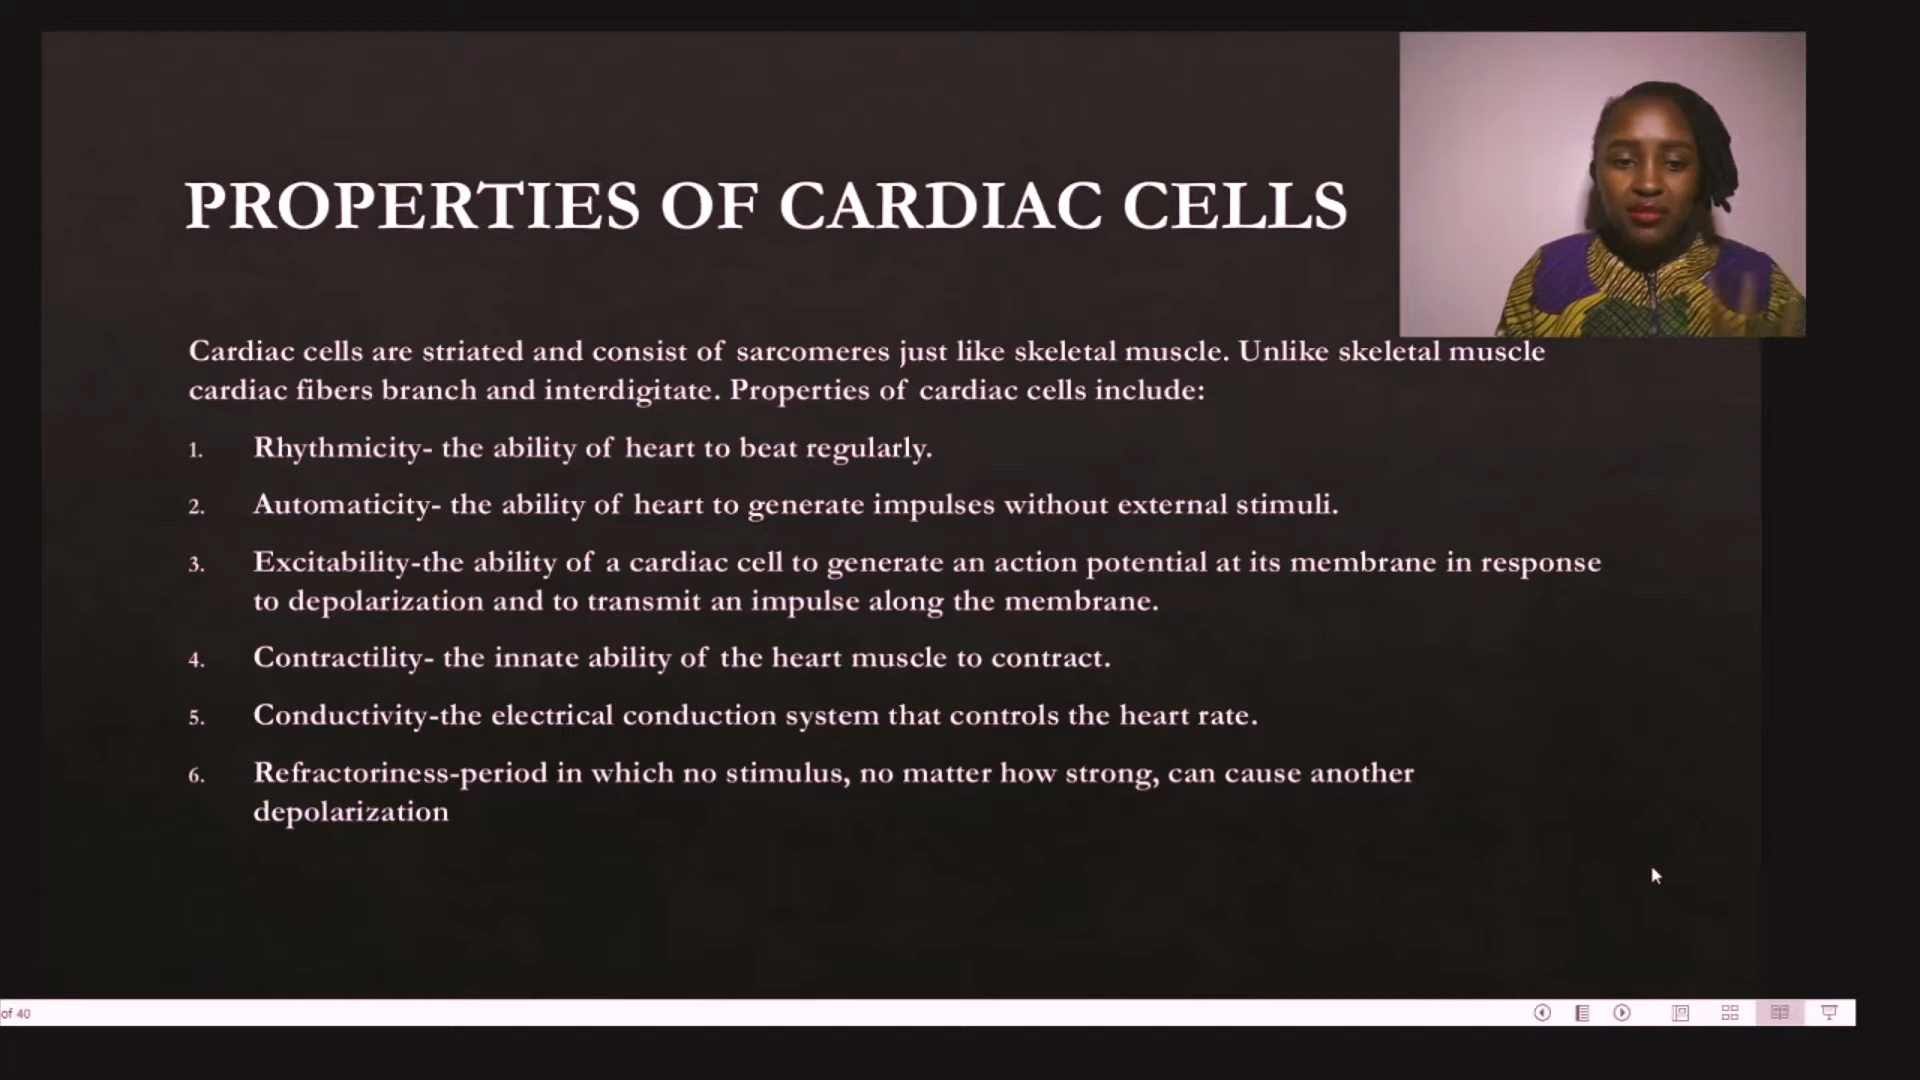 PROPERTIES OF CARDIAC CELLS
Cardiac cells are striated and consist of sarcomeres just like skeletal muscle. Unlike skeletal muscle
cardiac fibers branch and interdigitate. Properties of cardiac cells include:
1. Rhythmicity- the ability of heart to beat regularly.
2. Automaticity- the ability of heart to generate impulses without external stimuli.
3. Excitability-the ability of a cardiac cell to generate an action potential at its membrane in response
to depolarization and to transmit an impulse along the membrane.
4. Contractility- the innate ability of the heart muscle to contract.
5. Conductivity-the electrical conduction system that controls the heart rate.
6. Refractoriness-period in which no stimulus, no matter how strong, can cause another
depolarization
of 40